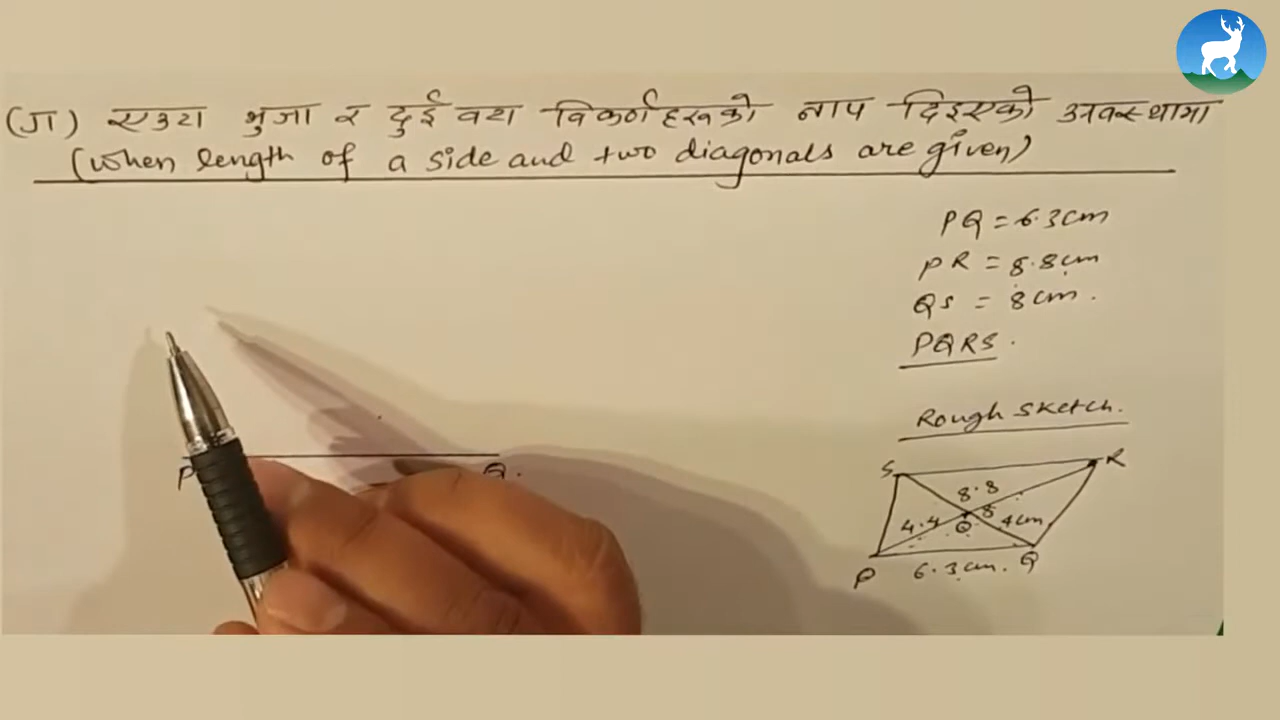 (ग) एउटा भुजा र दुईवटा विकर्णहरूको नाप दिइएको अवस्थामा
(when length of a side and two diagonals are given)
PQ = 6.3cm
PR = 8.8cm
QS = 8cm.
PQRS.
Rough sketch.
S R
8.8
4.4 O 8 4cm
P 6.3cm. Q
P Q.